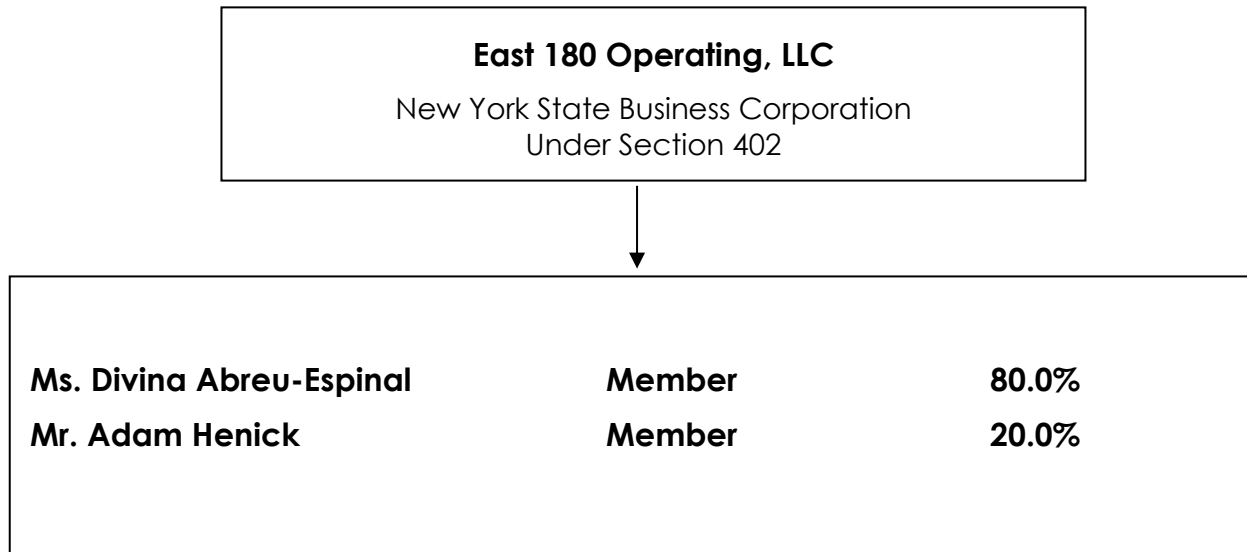 East 180 Operating, LLC
New York State Business Corporation
Under Section 402
Ms. Divina Abreu-Espinal Member 80.0%
Mr. Adam Henick Member 20.0%